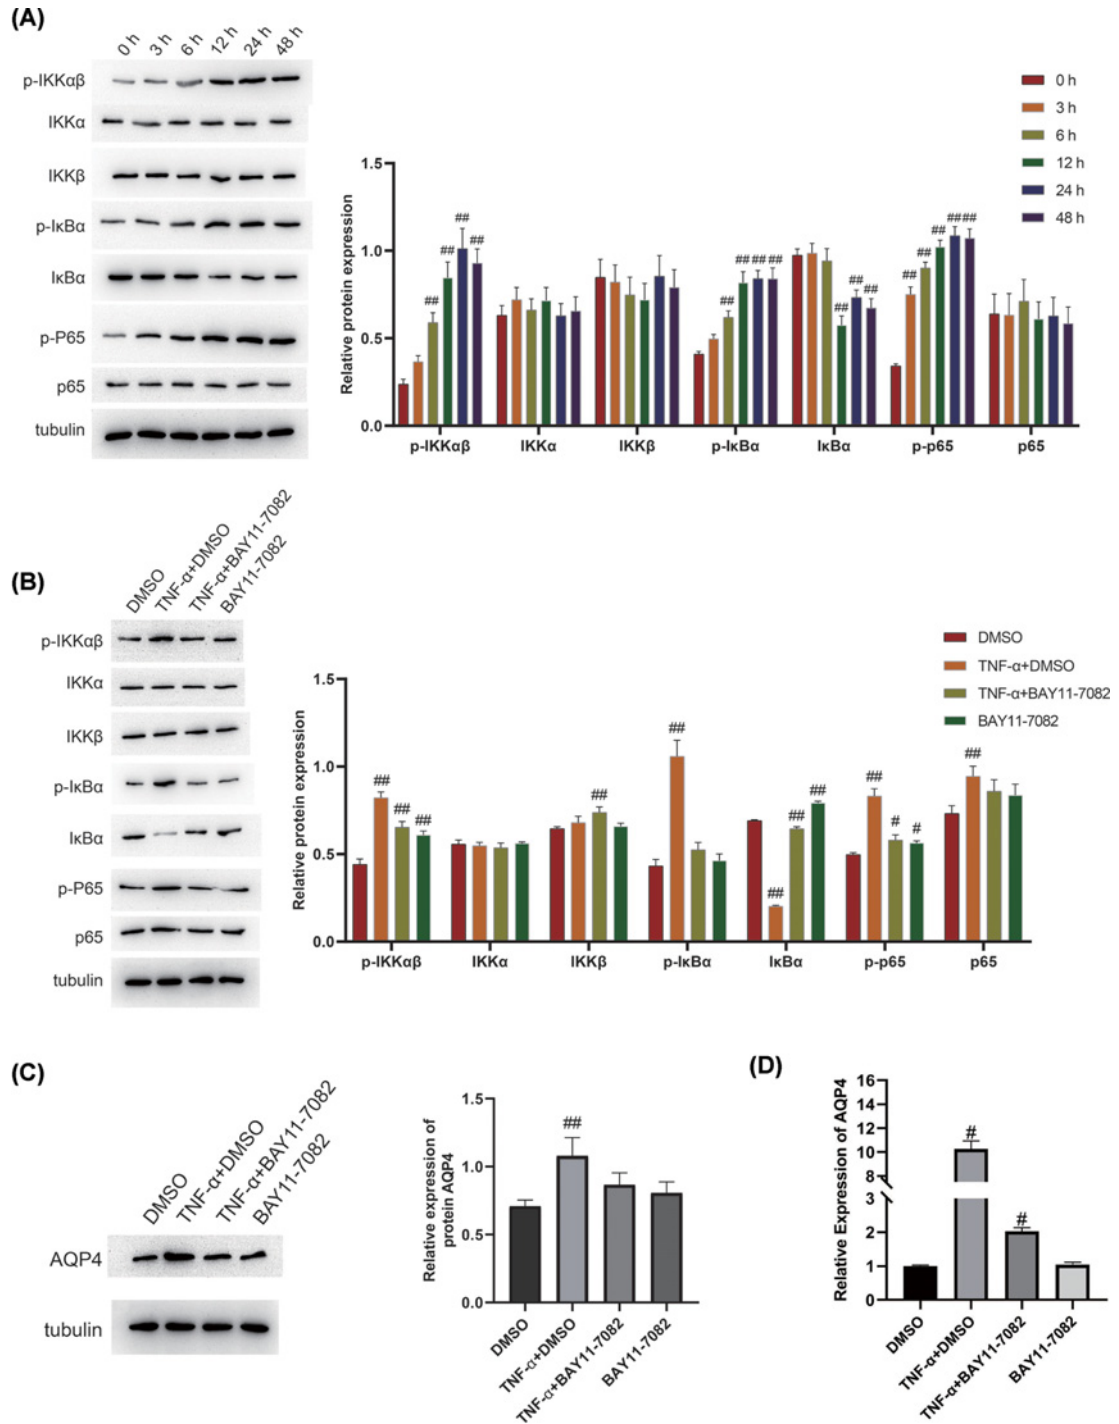 (A)
0 h 3 h 6 h 12 h 24 h 48 h
p-IKKαβ
IKKα
IKKβ
p-IκBα
IκBα
p-P65
p65
tubulin
0 h
3 h
6 h
12 h
24 h
48 h
Relative protein expression
1.5
1.0
0.5
0.0
## ## ## ##
## ## ## ##
## ## ##
## ## ## ## ##
p-IKKαβ IKKα IKKβ p-IκBα IκBα p-p65 p65
(B)
DMSO TNF-α+DMSO TNF-α+BAY11-7082 BAY11-7082
p-IKKαβ
IKKα
IKKβ
p-IκBα
IκBα
p-P65
p65
tubulin
DMSO
TNF-α+DMSO
TNF-α+BAY11-7082
BAY11-7082
Relative protein expression
1.5
1.0
0.5
0.0
## ## ##
##
##
## ## ##
## # #
##
p-IKKαβ IKKα IKKβ p-IκBα IκBα p-p65 p65
(C)
DMSO TNF-α+DMSO TNF-α+BAY11-7082 BAY11-7082
AQP4
tubulin
Relative expression of
protein AQP4
1.5
1.0
0.5
0.0
##
DMSO TNF-α+DMSO TNF-α+BAY11-7082 BAY11-7082
(D)
Relative Expression of AQP4
16
14
12
10
8
3
2
1
0
#
#
DMSO TNF-α+DMSO TNF-α+BAY11-7082 BAY11-7082